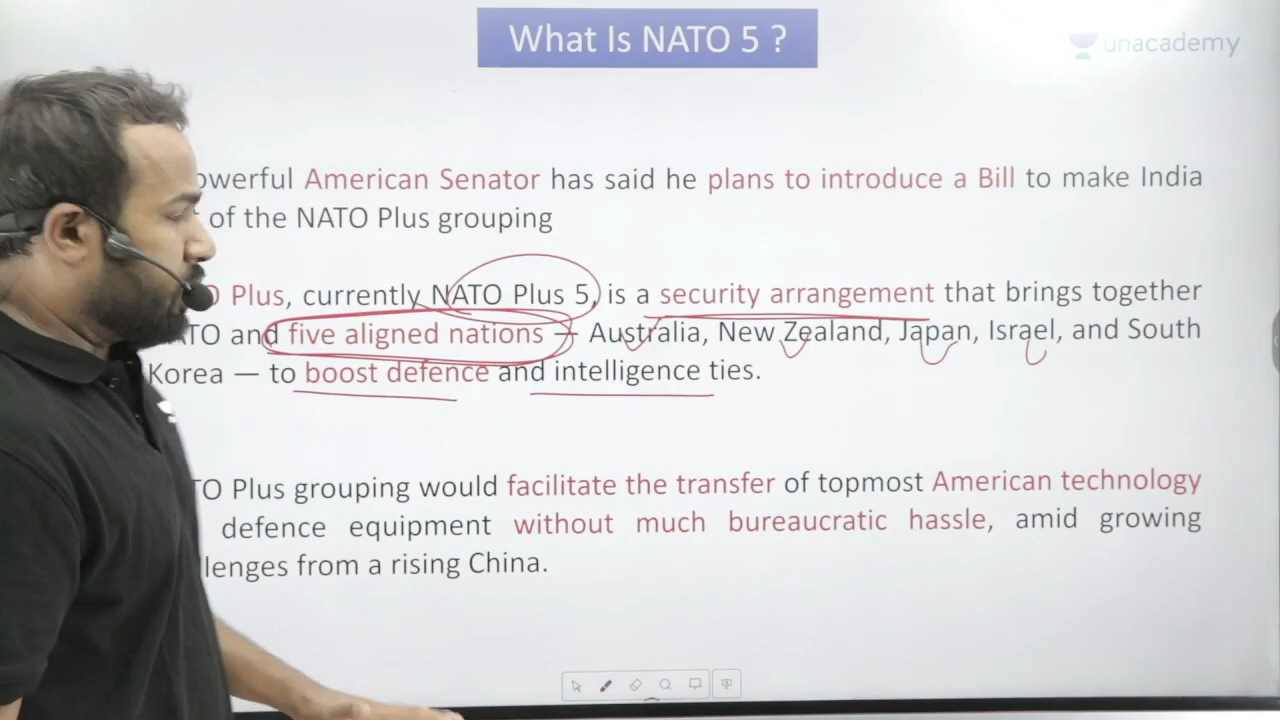 What Is NATO 5 ?
unacademy
owerful American Senator has said he plans to introduce a Bill to make India
of the NATO Plus grouping
Plus, currently NATO Plus 5, is a security arrangement that brings together
and five aligned nations – Australia, New Zealand, Japan, Israel, and South
Korea — to boost defence and intelligence ties.
TO Plus grouping would facilitate the transfer of topmost American technology
defence equipment without much bureaucratic hassle, amid growing
lenges from a rising China.